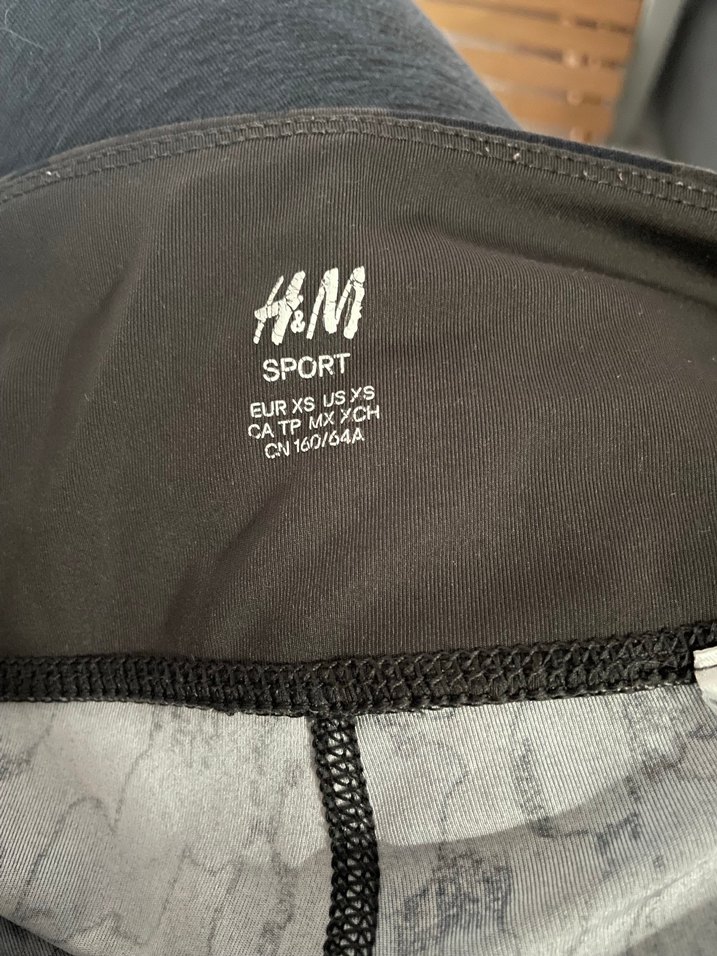 H&M
SPORT
EUR XS US XS
CA TP MX XCH
CN 160/64A